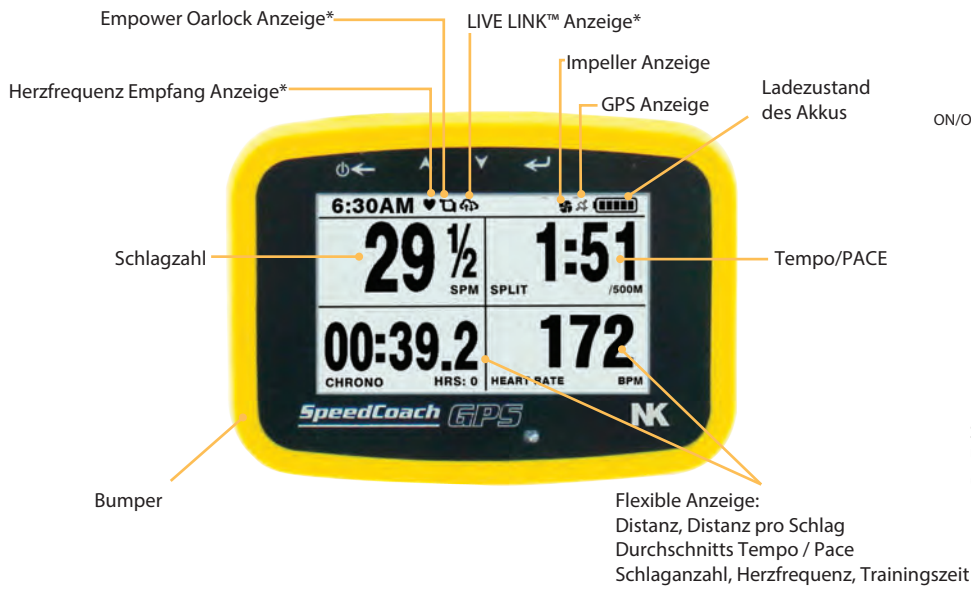 Empower Oarlock Anzeige*
LIVE LINK™ Anzeige*
Impeller Anzeige
Herzfrequenz Empfang Anzeige*
GPS Anzeige
Ladezustand
des Akkus
ON/O
6:30AM
Schlagzahl
29 ½
SPM
1:51
SPLIT /500M
Tempo/PACE
00:39.2
CHRONO HRS: 0
172
HEART RATE BPM
SpeedCoach GPS NK
Bumper
Flexible Anzeige:
Distanz, Distanz pro Schlag
Durchschnitts Tempo / Pace
Schlaganzahl, Herzfrequenz, Trainingszeit